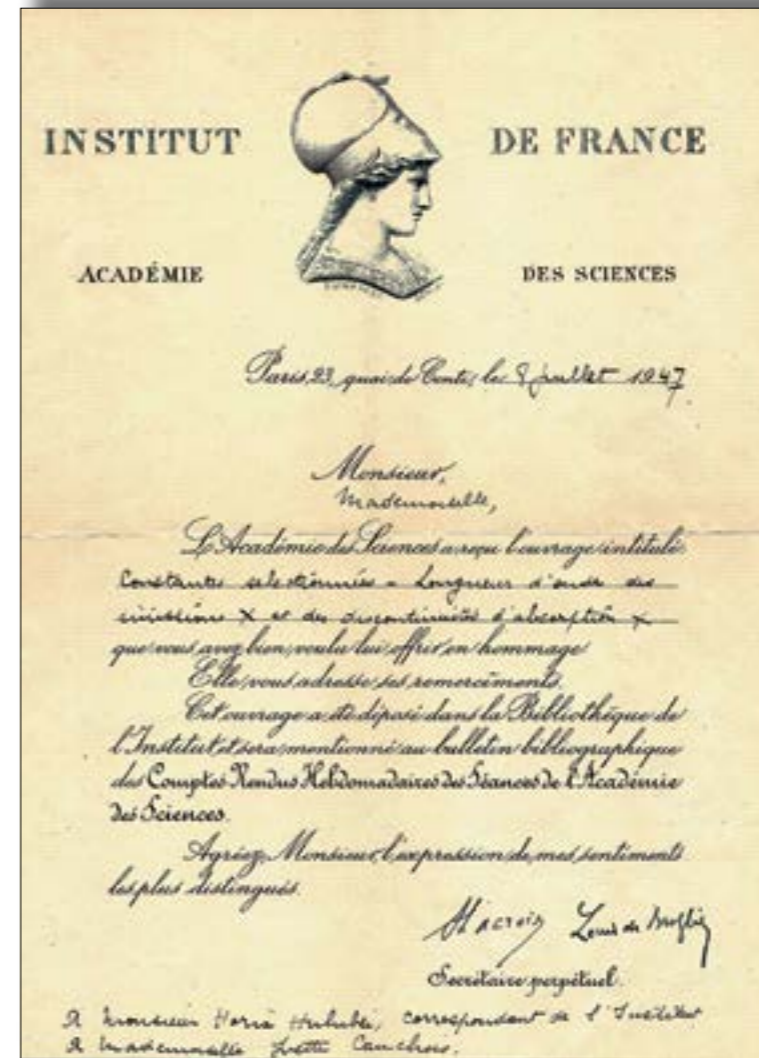 INSTITUT DE FRANCE
ACADÉMIE DES SCIENCES
Paris, 23, quai de Conti, le 8 juillet 1947
Monsieur,
Mademoiselle,
L'Académie des Sciences a reçu l'ouvrage intitulé
Constantes sélectionnées - Longueur d'onde des
émissions X et des discontinuités d'absorption X
que vous avez bien voulu lui offrir en hommage
Elle vous adresse ses remerciments.
Cet ouvrage a été déposé dans la Bibliothèque de
l'Institut et sera mentionné au bulletin bibliographique
des Comptes Rendus Hebdomadaires des Séances de l'Académie
des Sciences.
Agréez, Monsieur, l'expression de mes sentiments
les plus distingués.
ALacroix Louis de Broglie
Secrétaire perpétuel.
A Monsieur Horia Hulubei, correspondant de l'Institut
A Mademoiselle Yvette Cauchois.